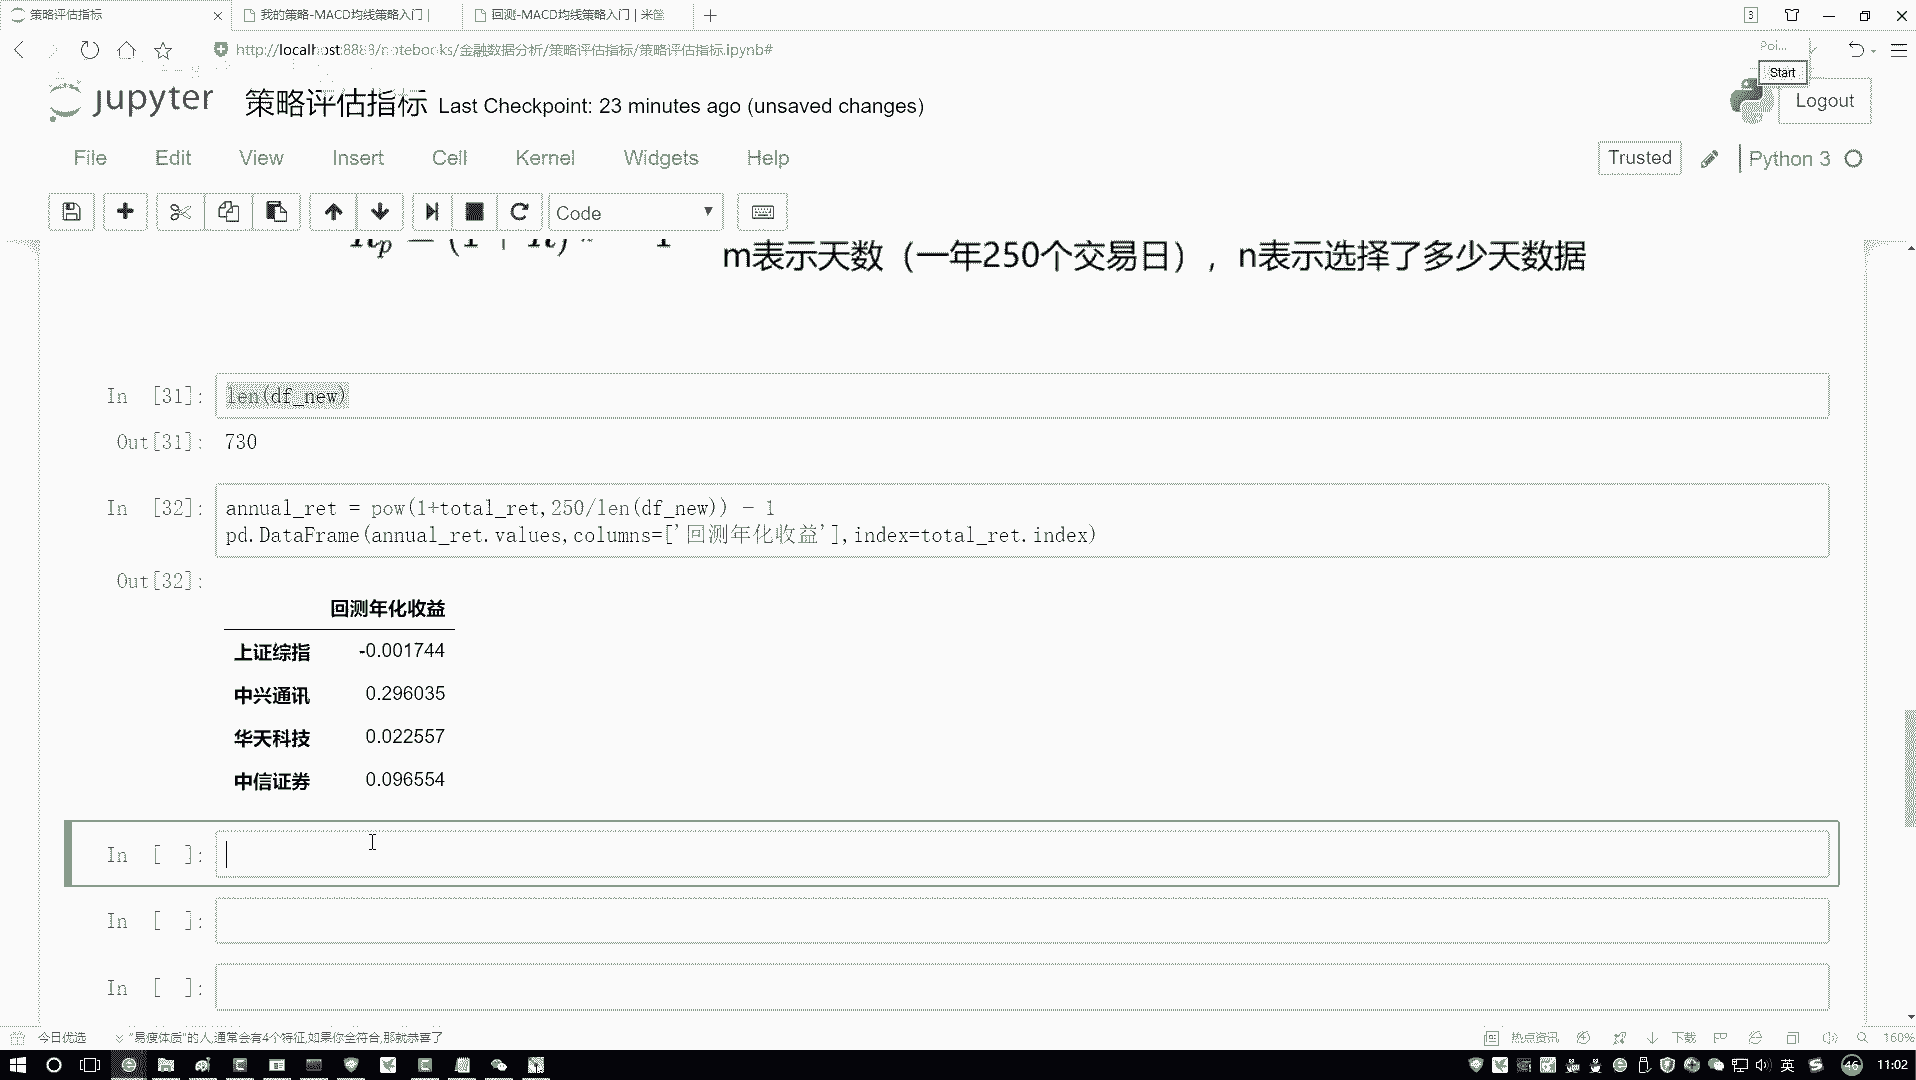 策略评估指标
我的策略-MACD均线策略入门 |
回测-MACD均线策略入门 | 米筐
3
http://localhost:8888/notebooks/金融数据分析/策略评估指标/策略评估指标.ipynb#
Poi...
Start
jupyter
策略评估指标 Last Checkpoint: 23 minutes ago (unsaved changes)
Logout
File Edit View Insert Cell Kernel Widgets Help
Trusted
Python 3
Code
m表示天数（一年250个交易日），n表示选择了多少天数据
In [31]: len(df_new)
Out[31]: 730
In [32]: annual_ret = pow(1+total_ret,250/len(df_new)) - 1
pd.DataFrame(annual_ret.values,columns=['回测年化收益'],index=total_ret.index)
Out[32]:
回测年化收益
上证综指 -0.001744
中兴通讯 0.296035
华天科技 0.022557
中信证券 0.096554
In [ ]:
In [ ]:
In [ ]:
今日优选
“易瘦体质”的人,通常会有4个特征,如果你全符合,那就恭喜了
热点资讯
下载
160%
英
46
11:02